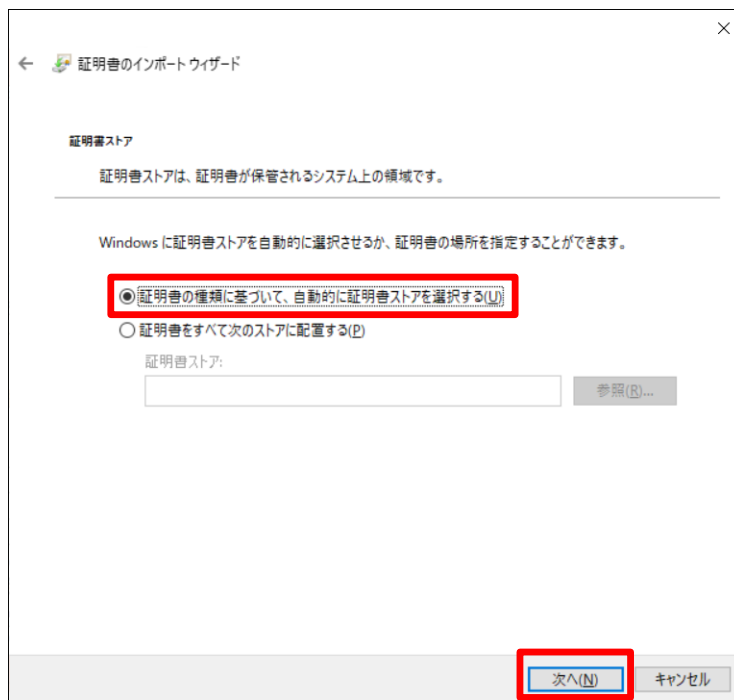 証明書のインポート ウィザード
証明書ストア
証明書ストアは、証明書が保管されるシステム上の領域です。
Windows に証明書ストアを自動的に選択させるか、証明書の場所を指定することができます。
証明書の種類に基づいて、自動的に証明書ストアを選択する(U)
証明書をすべて次のストアに配置する(P)
証明書ストア:
参照(R)...
次へ(N)
キャンセル